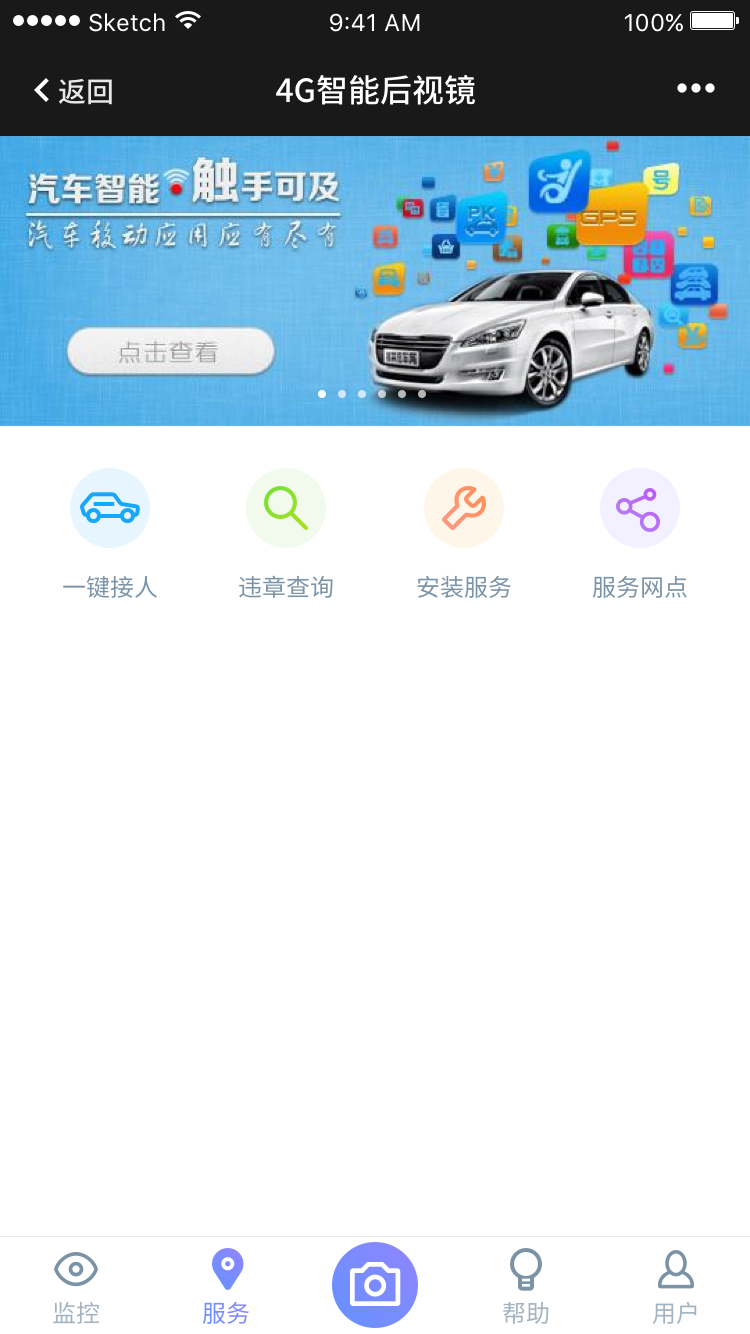 Sketch 9:41 AM 100%
返回 4G智能后视镜
汽车智能 触手可及
汽车移动应用应有尽有
号
PK
GPS
点击查看
一键接人 违章查询 安装服务 服务网点
监控 服务 帮助 用户